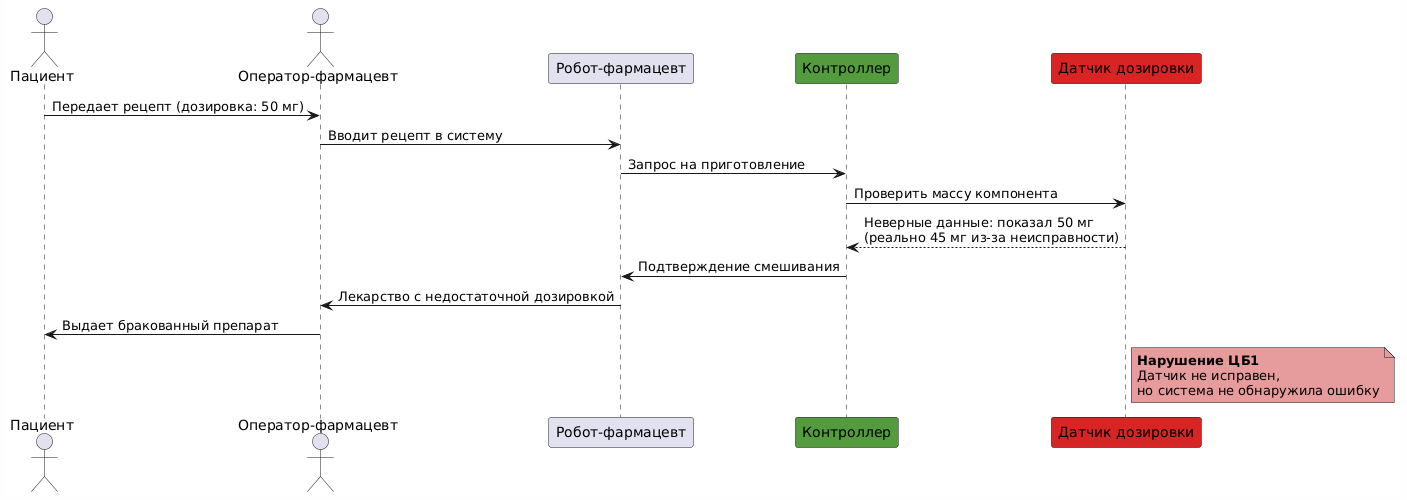 Пациент
Оператор-фармацевт
Робот-фармацевт
Контроллер
Датчик дозировки
Передает рецепт (дозировка: 50 мг)
Вводит рецепт в систему
Запрос на приготовление
Проверить массу компонента
Неверные данные: показал 50 мг
(реально 45 мг из-за неисправности)
Подтверждение смешивания
Лекарство с недостаточной дозировкой
Выдает бракованный препарат
Нарушение ЦБ1
Датчик не исправен,
но система не обнаружила ошибку
Пациент
Оператор-фармацевт
Робот-фармацевт
Контроллер
Датчик дозировки